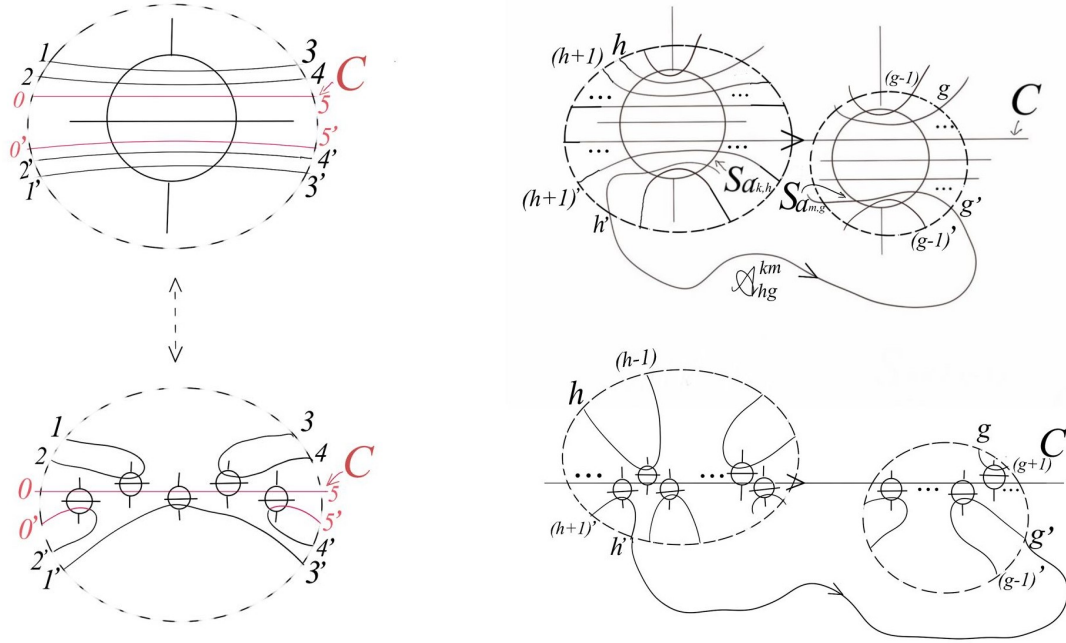 1
2
0
0'
2'
1'
3
4
C
5
5'
4'
3'
1
2
0
0'
2'
1'
3
4
C
5
5'
4'
3'
(h+1)
h
...
...
...
...
(h+1)'
h'
S a k,h
km
hg
(g-1)
g
...
C
...
S a m,g
g'
(g-1)'
(h-1)
h
...
...
(h+1)'
h'
g
C
(g+1)
...
...
g'
(g-1)'